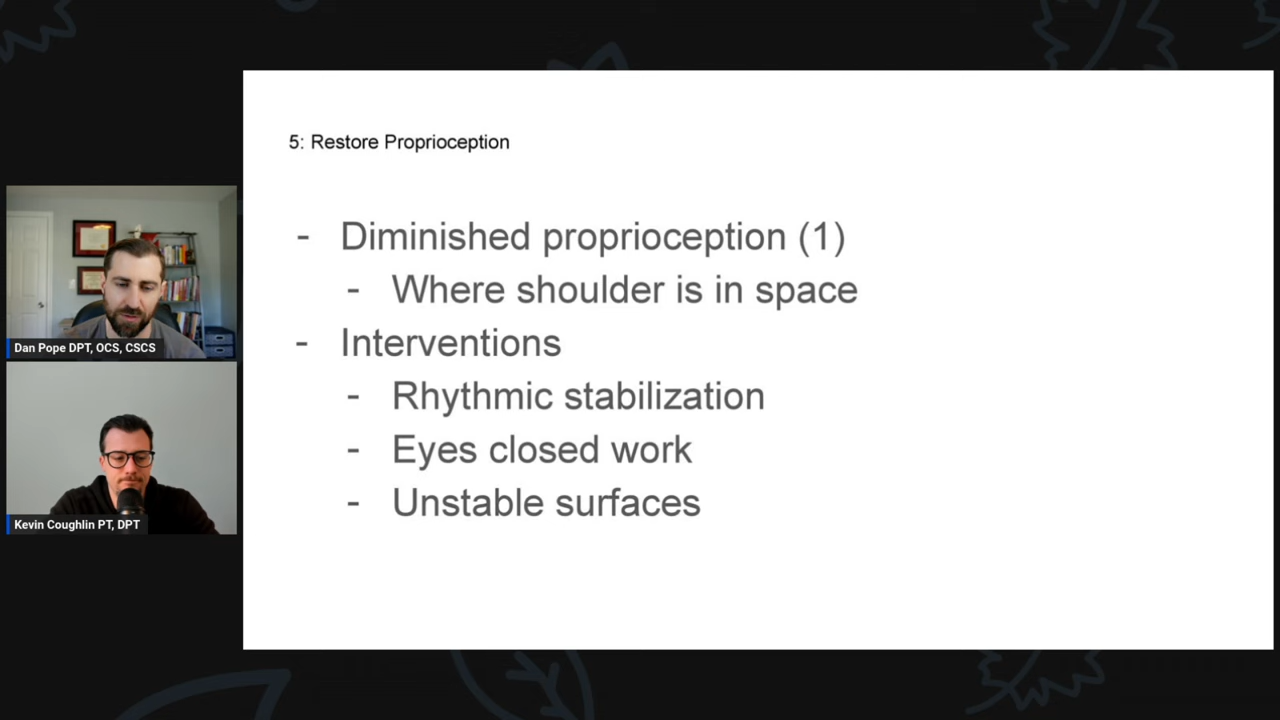 5: Restore Proprioception
- Diminished proprioception (1)
- Where shoulder is in space
- Interventions
- Rhythmic stabilization
- Eyes closed work
- Unstable surfaces
Dan Pope DPT, OCS, CSCS
Kevin Coughlin PT, DPT